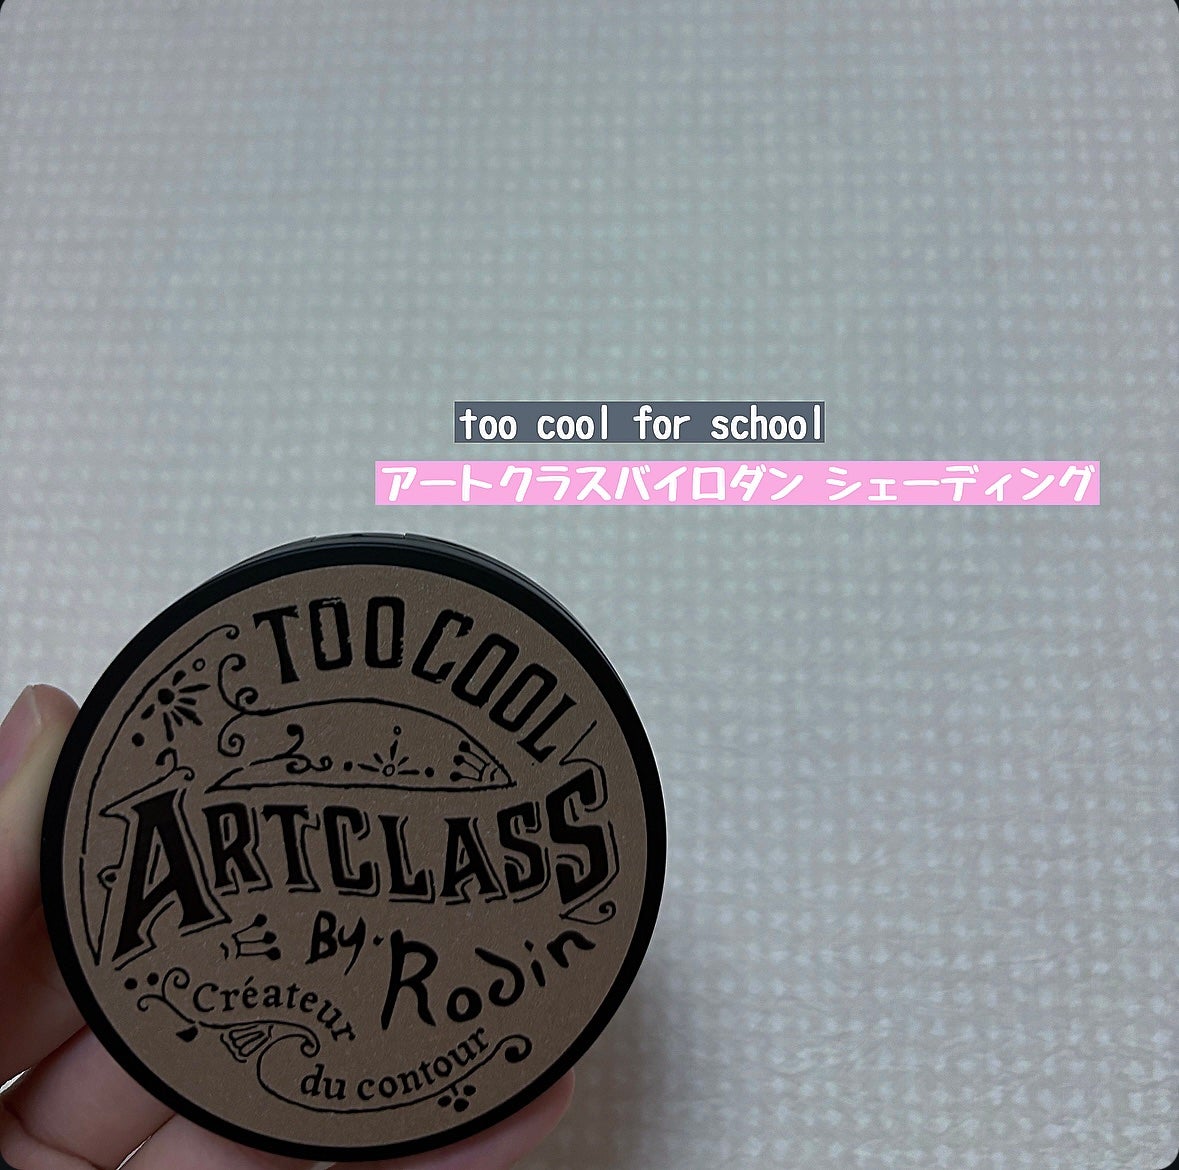 too cool for school
アートクラスバイロダン シェーディング
TOO COOL
ARTCLASS
By. Rodin
Créateur
du contour